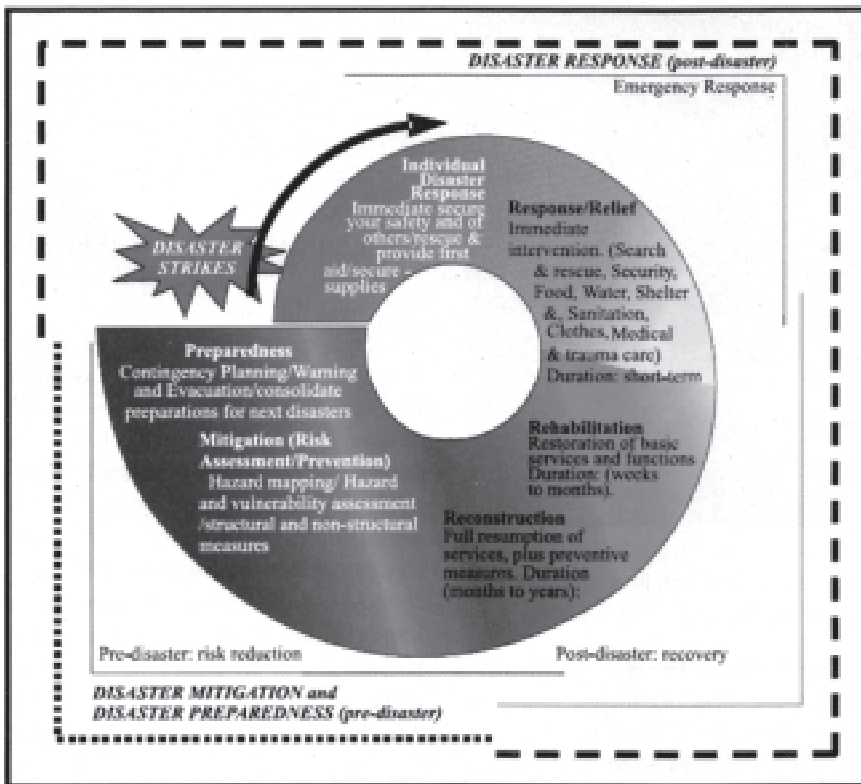 DISASTER RESPONSE (post-disaster)
Emergency Response
Individual
Disaster
Response
Immediate secure
your safety and of
others/rescue &
provide first
aid/secure -
supplies
DISASTER
STRIKES
Response/Relief
Immediate
intervention. (Search
& rescue, Security,
Food, Water, Shelter
&, Sanitation,
Clothes, Medical
& trauma care)
Duration: short-term
Preparedness
Contingency Planning/Warning
and Evacuation/consolidate
preparations for next disasters
Mitigation (Risk
Assessment/Prevention)
Hazard mapping/ Hazard
and vulnerability assessment
/structural and non-structural
measures
Rehabilitation
Restoration of basic
services and functions
Duration: (weeks
to months).
Reconstruction
Full resumption of
services, plus preventive
measures. Duration
(months to years):
Pre-disaster: risk reduction
Post-disaster: recovery
DISASTER MITIGATION and
DISASTER PREPAREDNESS (pre-disaster)